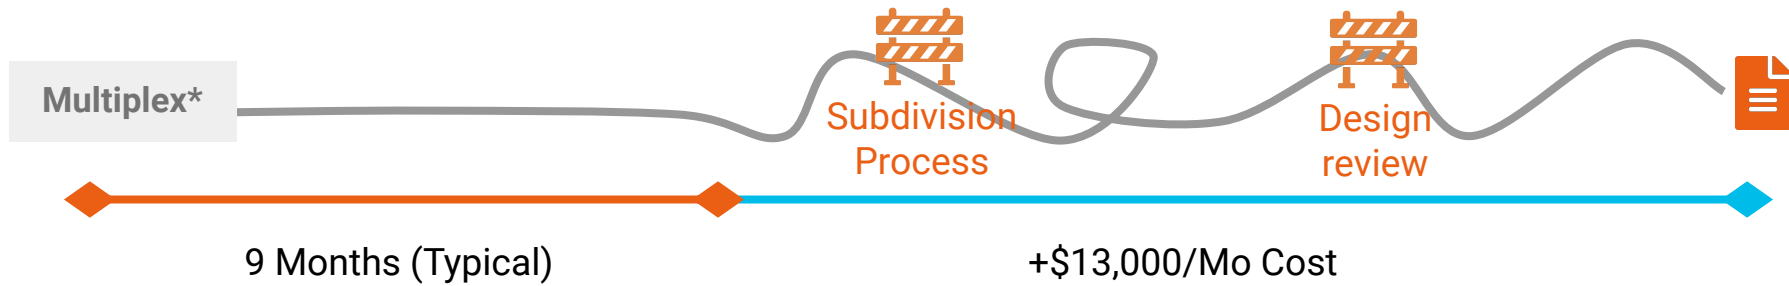 Multiplex*
Subdivision
Process
Design
review
9 Months (Typical)
+$13,000/Mo Cost